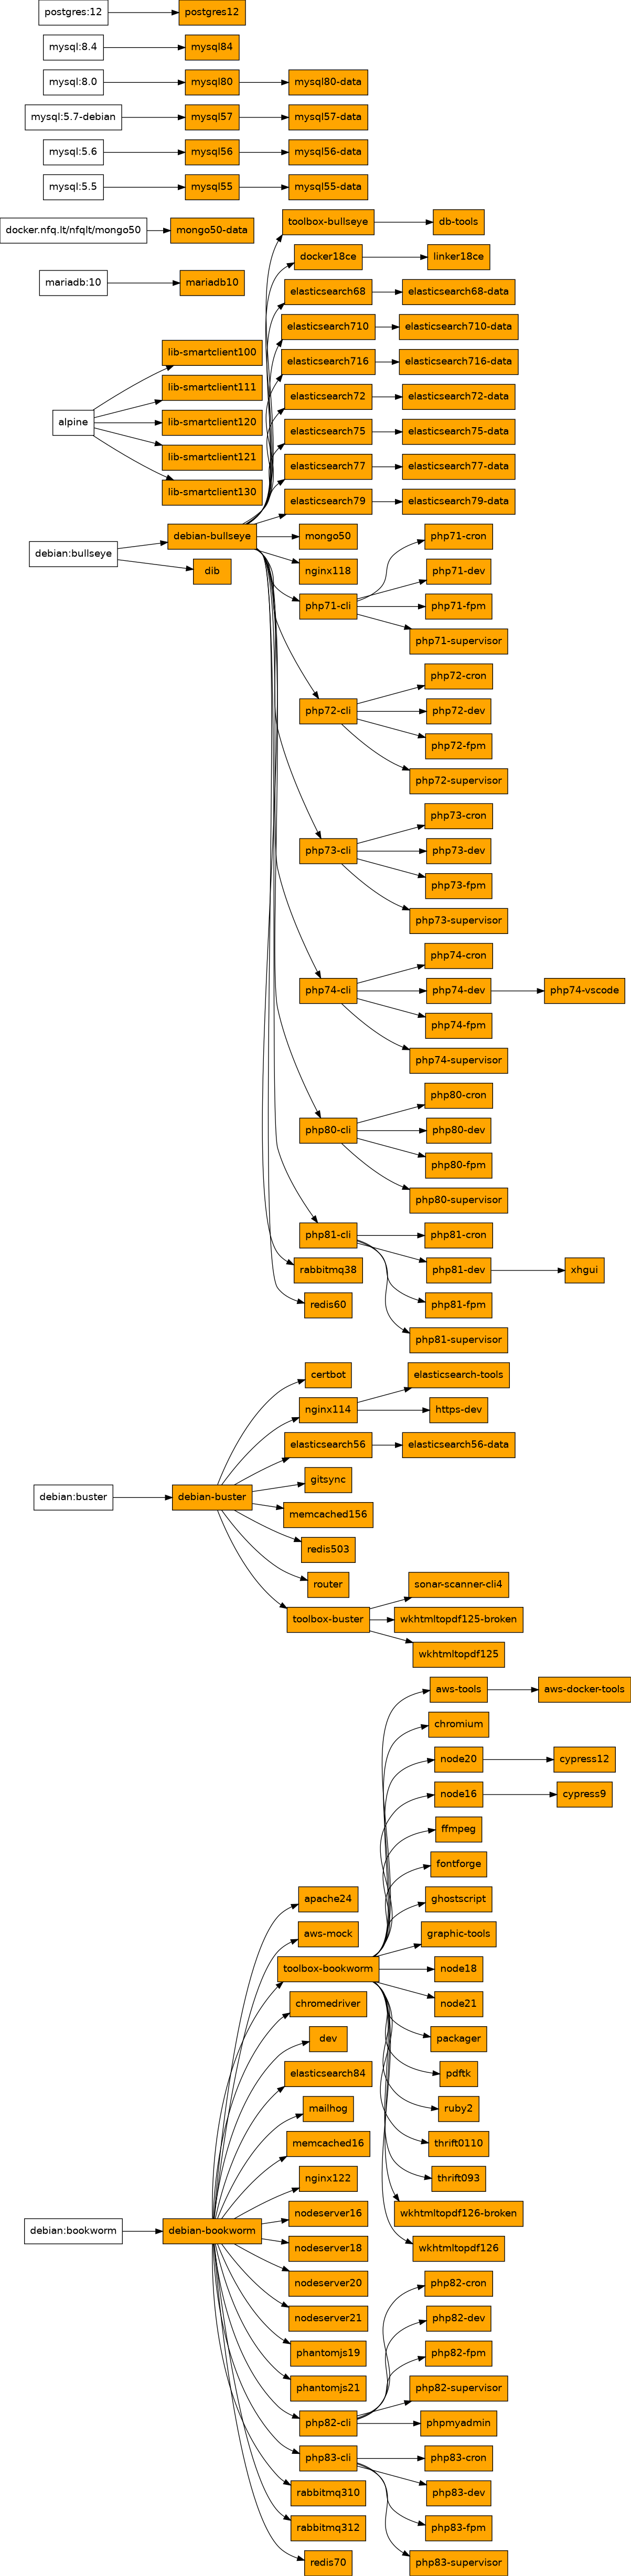 postgres:12
postgres12
mysql:8.4
mysql84
mysql:8.0
mysql80
mysql80-data
mysql:5.7-debian
mysql57
mysql57-data
mysql:5.6
mysql56
mysql56-data
mysql:5.5
mysql55
mysql55-data
toolbox-bullseye
db-tools
docker.nfq.lt/nfqlt/mongo50
mongo50-data
docker18ce
linker18ce
mariadb:10
mariadb10
elasticsearch68
elasticsearch68-data
elasticsearch710
elasticsearch710-data
lib-smartclient100
elasticsearch716
elasticsearch716-data
lib-smartclient111
elasticsearch72
elasticsearch72-data
alpine
lib-smartclient120
elasticsearch75
elasticsearch75-data
lib-smartclient121
elasticsearch77
elasticsearch77-data
lib-smartclient130
elasticsearch79
elasticsearch79-data
debian:bullseye
debian-bullseye
mongo50
php71-cron
dib
nginx118
php71-dev
php71-cli
php71-fpm
php71-supervisor
php72-cron
php72-cli
php72-dev
php72-fpm
php72-supervisor
php73-cron
php73-cli
php73-dev
php73-fpm
php73-supervisor
php74-cron
php74-cli
php74-dev
php74-vscode
php74-fpm
php74-supervisor
php80-cron
php80-cli
php80-dev
php80-fpm
php80-supervisor
php81-cli
php81-cron
rabbitmq38
php81-dev
xhgui
redis60
php81-fpm
php81-supervisor
certbot
elasticsearch-tools
nginx114
https-dev
elasticsearch56
elasticsearch56-data
gitsync
debian:buster
debian-buster
memcached156
redis503
router
sonar-scanner-cli4
toolbox-buster
wkhtmltopdf125-broken
wkhtmltopdf125
aws-tools
aws-docker-tools
chromium
node20
cypress12
node16
cypress9
ffmpeg
fontforge
apache24
ghostscript
aws-mock
graphic-tools
toolbox-bookworm
node18
chromedriver
node21
dev
packager
elasticsearch84
pdftk
mailhog
ruby2
memcached16
thrift0110
nginx122
thrift093
nodeserver16
wkhtmltopdf126-broken
debian:bookworm
debian-bookworm
nodeserver18
wkhtmltopdf126
nodeserver20
php82-cron
nodeserver21
php82-dev
phantomjs19
php82-fpm
phantomjs21
php82-supervisor
php82-cli
phpmyadmin
php83-cli
php83-cron
rabbitmq310
php83-dev
rabbitmq312
php83-fpm
redis70
php83-supervisor